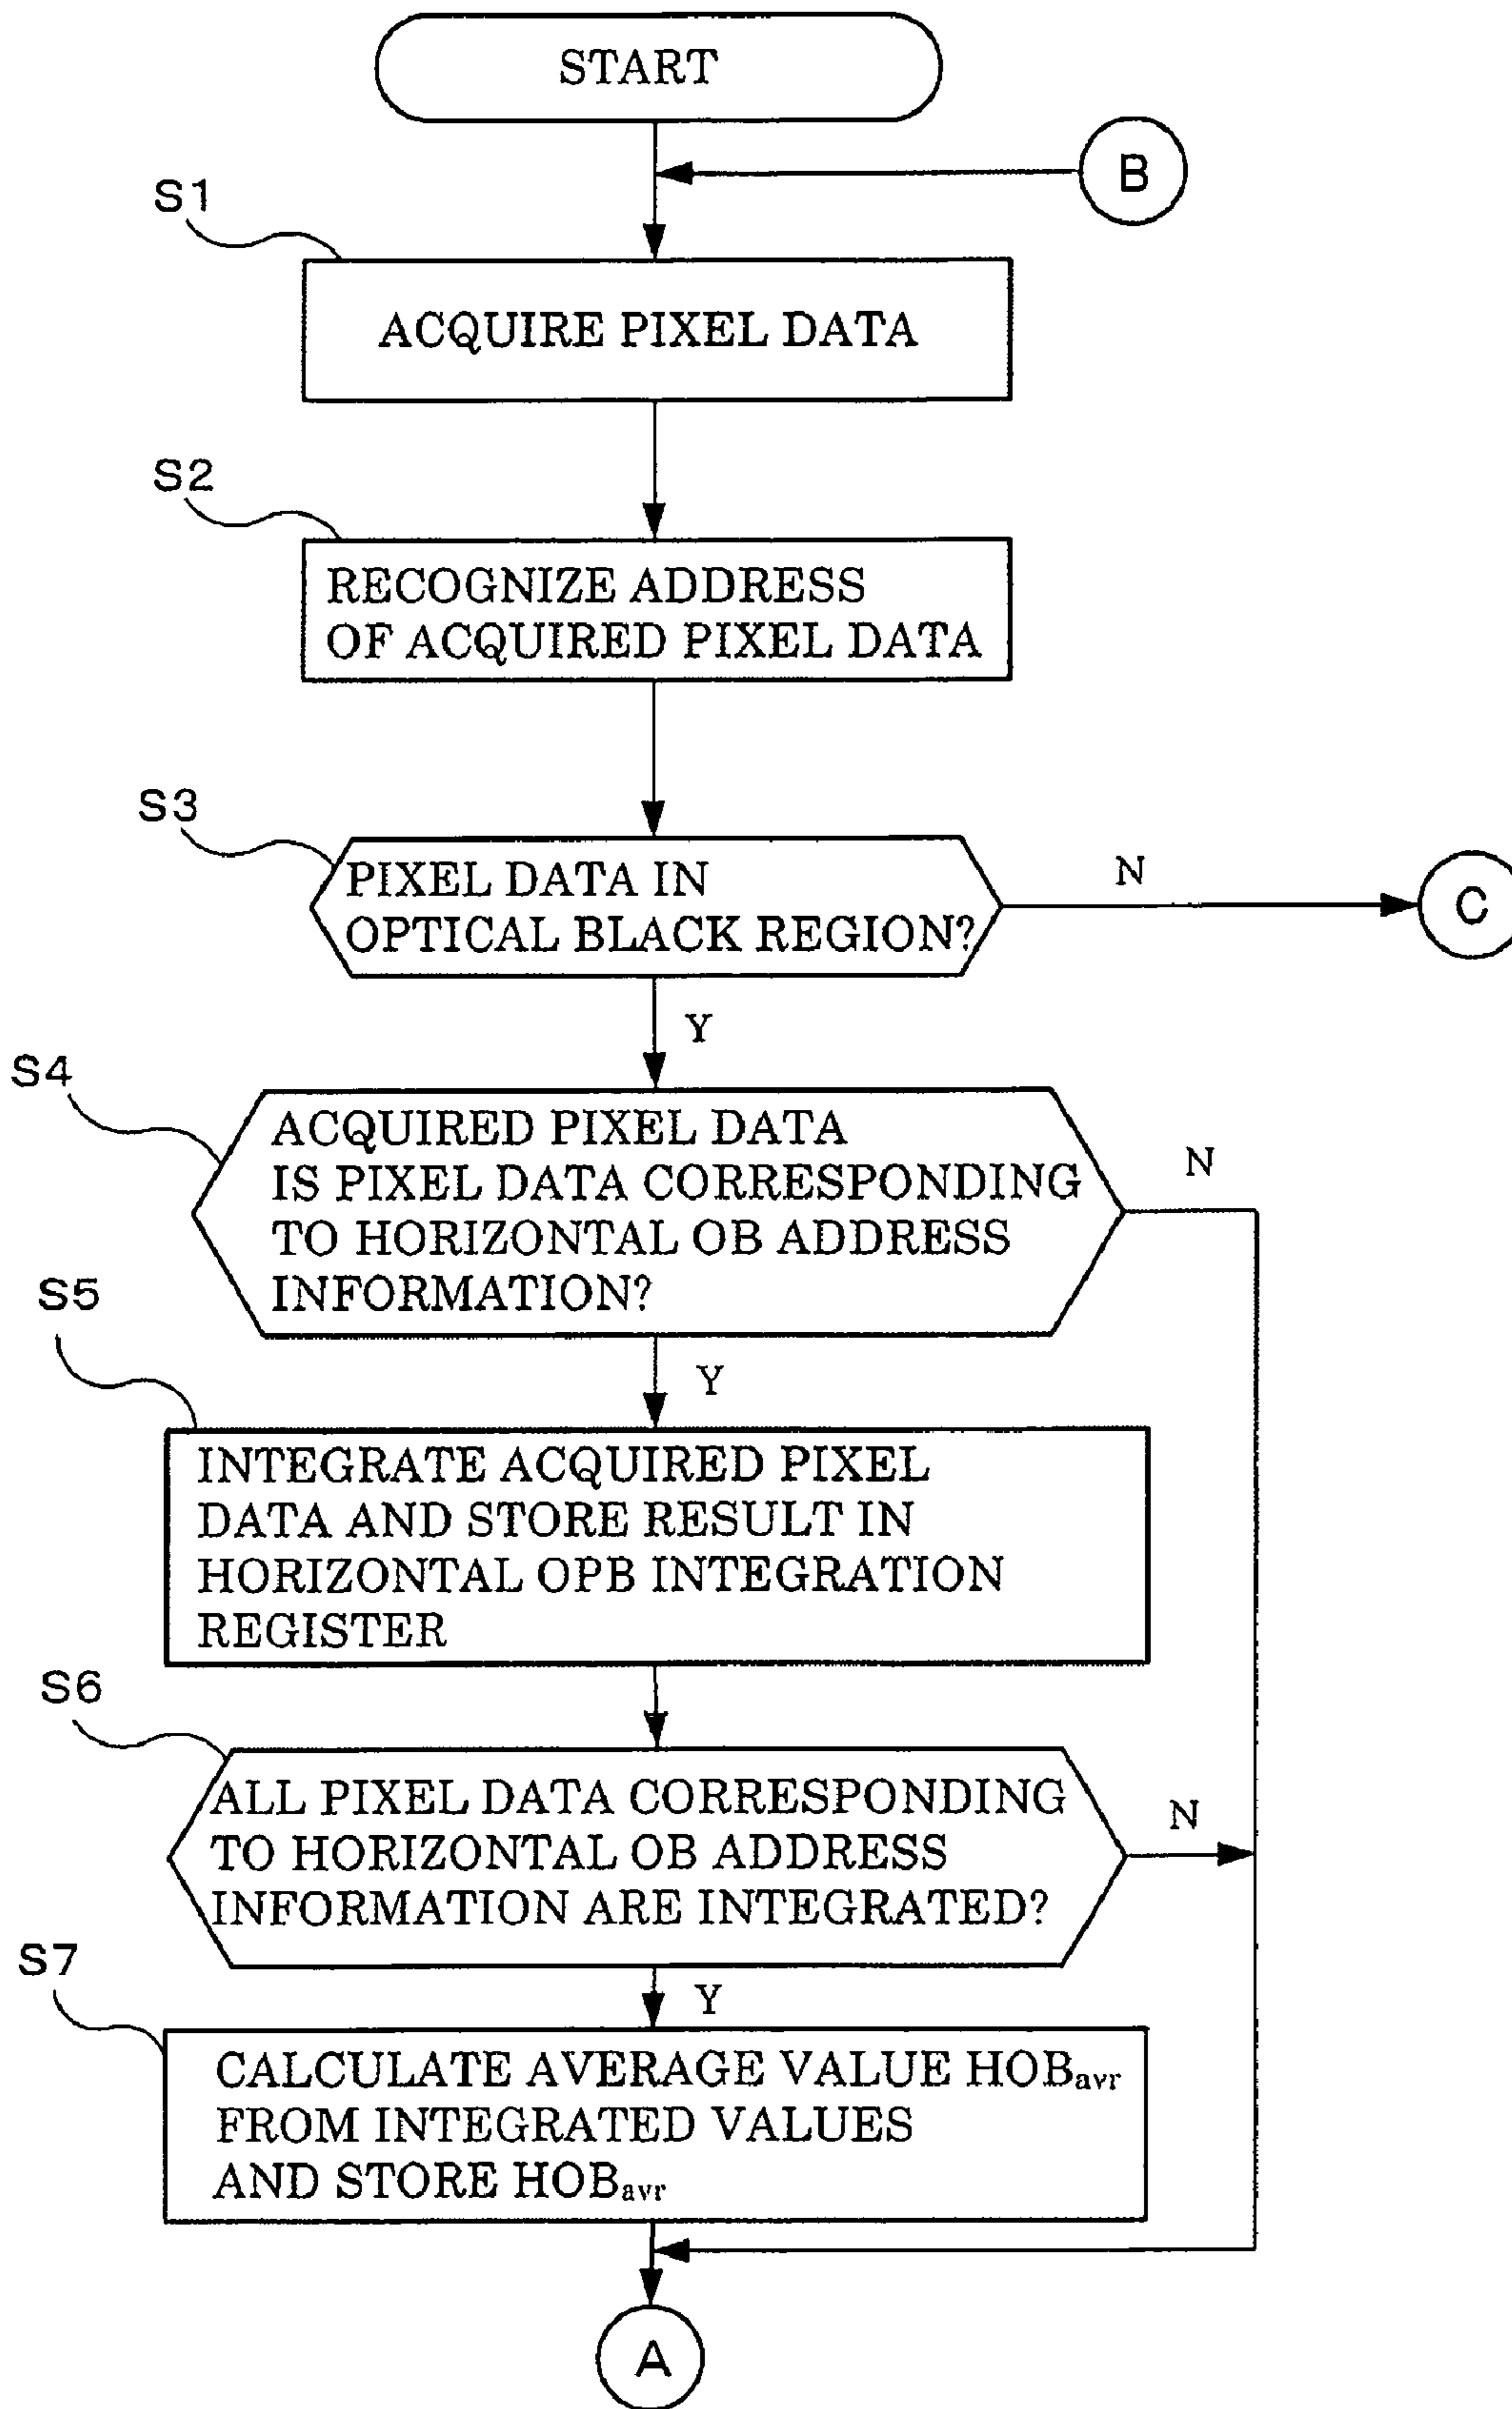 START
B
S1
ACQUIRE PIXEL DATA
S2
RECOGNIZE ADDRESS
OF ACQUIRED PIXEL DATA
S3
PIXEL DATA IN
OPTICAL BLACK REGION?
N
C
Y
S4
ACQUIRED PIXEL DATA
IS PIXEL DATA CORRESPONDING
TO HORIZONTAL OB ADDRESS
INFORMATION?
N
Y
S5
INTEGRATE ACQUIRED PIXEL
DATA AND STORE RESULT IN
HORIZONTAL OPB INTEGRATION
REGISTER
S6
ALL PIXEL DATA CORRESPONDING
TO HORIZONTAL OB ADDRESS
INFORMATION ARE INTEGRATED?
N
Y
S7
CALCULATE AVERAGE VALUE HOBavr
FROM INTEGRATED VALUES
AND STORE HOBavr
A